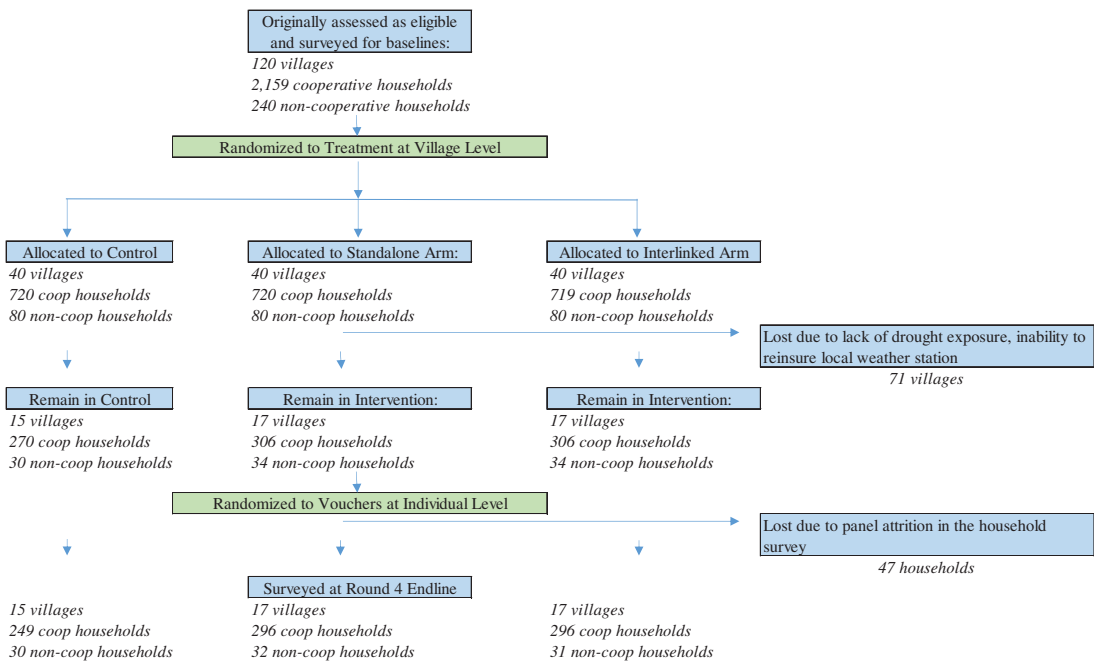 Originally assessed as eligible
and surveyed for baselines:
120 villages
2,159 cooperative households
240 non-cooperative households
Randomized to Treatment at Village Level
Allocated to Control
40 villages
720 coop households
80 non-coop households
Allocated to Standalone Arm:
40 villages
720 coop households
80 non-coop households
Allocated to Interlinked Arm
40 villages
719 coop households
80 non-coop households
Lost due to lack of drought exposure, inability to
reinsure local weather station
71 villages
Remain in Control
15 villages
270 coop households
30 non-coop households
Remain in Intervention:
17 villages
306 coop households
34 non-coop households
Remain in Intervention:
17 villages
306 coop households
34 non-coop households
Randomized to Vouchers at Individual Level
Lost due to panel attrition in the household
survey
47 households
Surveyed at Round 4 Endline
15 villages
249 coop households
30 non-coop households
17 villages
296 coop households
32 non-coop households
17 villages
296 coop households
31 non-coop households